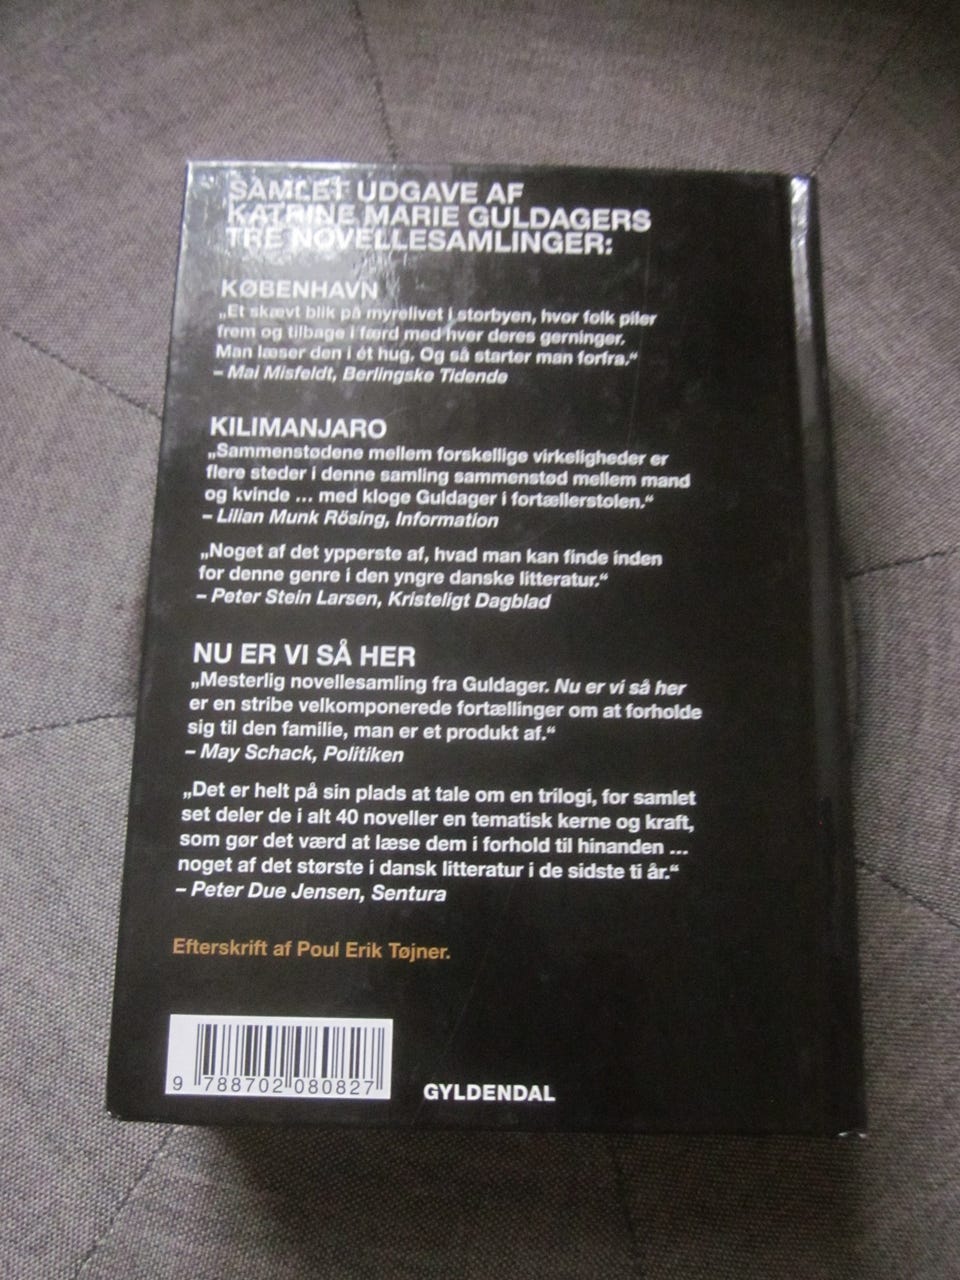 SAMLET UDGAVE AF
KATRINE MARIE GULDAGERS
TRE NOVELLESAMLINGER:
KØBENHAVN
„Et skævt blik på myrelivet i storbyen, hvor folk piler
frem og tilbage i færd med hver deres gerninger.
Man læser den i ét hug. Og så starter man forfra.“
– Mai Misfeldt, Berlingske Tidende
KILIMANJARO
„Sammenstødene mellem forskellige virkeligheder er
flere steder i denne samling sammenstød mellem mand
og kvinde ... med kloge Guldager i fortællerstolen.“
– Lilian Munk Rösing, Information
„Noget af det ypperste af, hvad man kan finde inden
for denne genre i den yngre danske litteratur.“
– Peter Stein Larsen, Kristeligt Dagblad
NU ER VI SÅ HER
„Mesterlig novellesamling fra Guldager. Nu er vi så her
er en stribe velkomponerede fortællinger om at forholde
sig til den familie, man er et produkt af.“
– May Schack, Politiken
„Det er helt på sin plads at tale om en trilogi, for samlet
set deler de i alt 40 noveller en tematisk kerne og kraft,
som gør det værd at læse dem i forhold til hinanden ...
noget af det største i dansk litteratur i de sidste ti år.“
– Peter Due Jensen, Sentura
Efterskrift af Poul Erik Tøjner.
9 788702 080827
GYLDENDAL